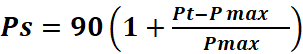 Ps = 90 (1 + Pt−P max / Pmax)